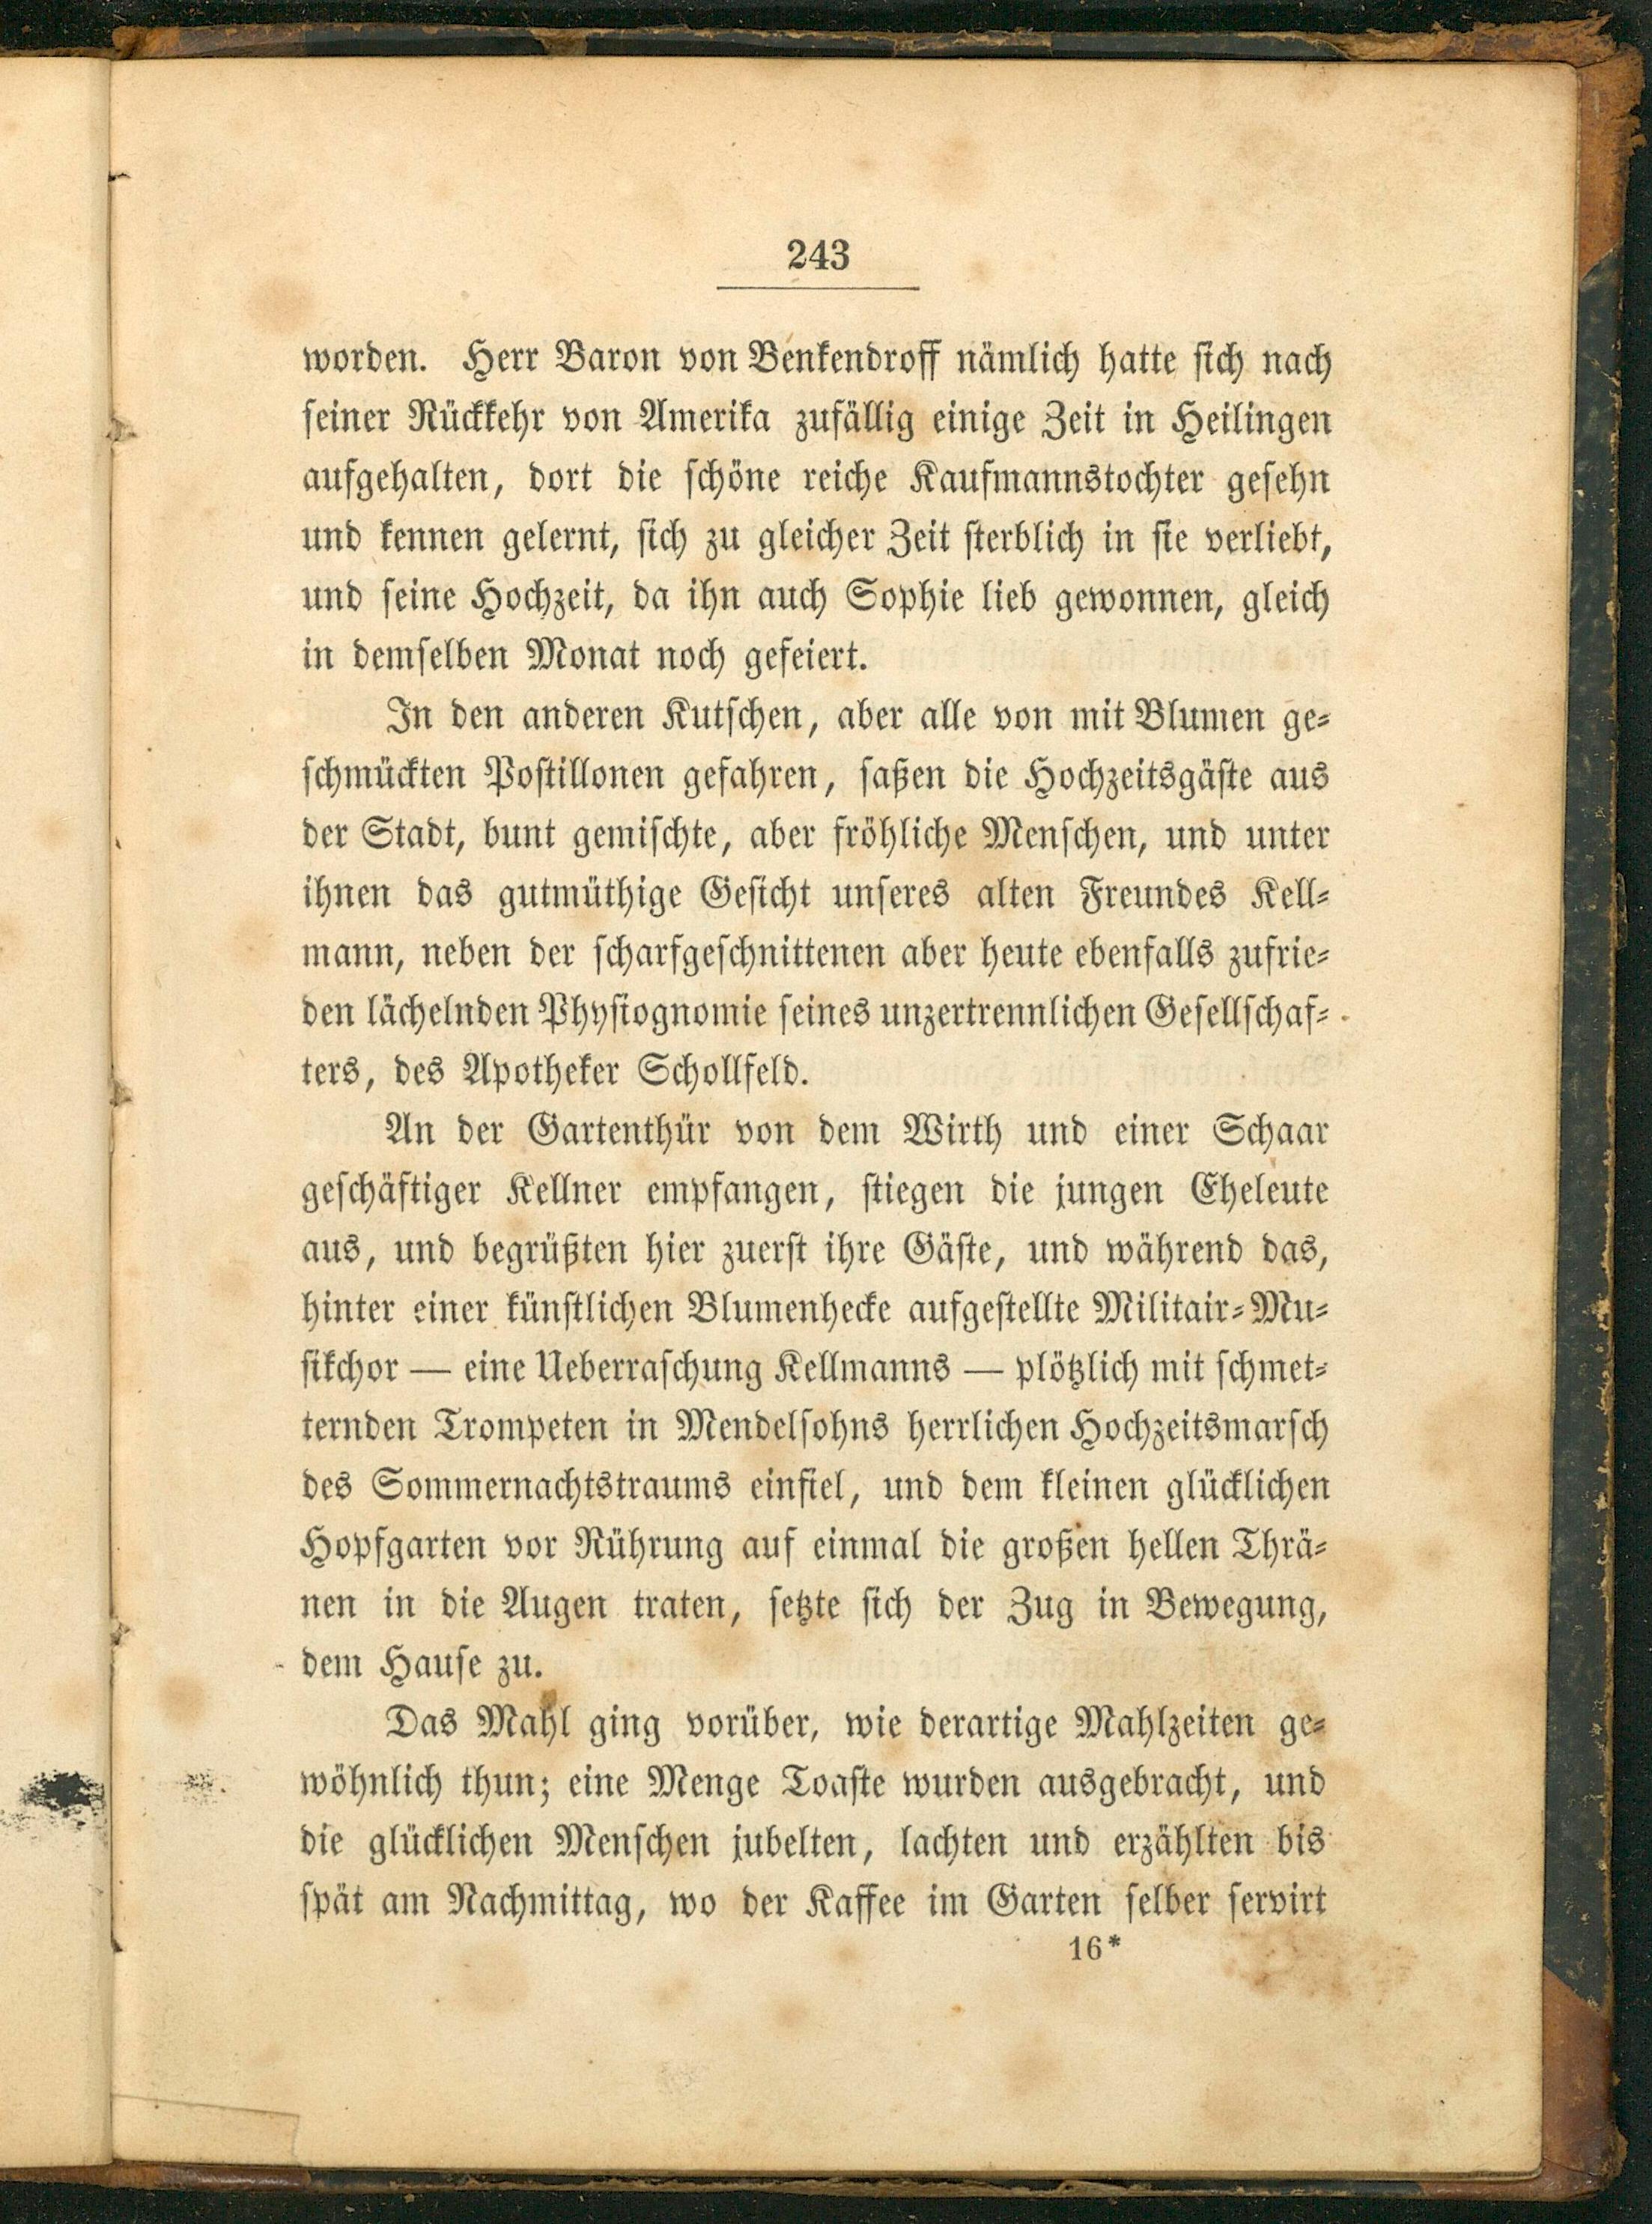 243
worden. Herr Baron von Benkendroff nämlich hatte sich nach
seiner Rückkehr von Amerika zufällig einige Zeit in Heilingen
aufgehalten, dort die schöne reiche Kaufmannstochter gesehn
und kennen gelernt, sich zu gleicher Zeit sterblich in sie verliebt,
und seine Hochzeit, da ihn auch Sophie lieb gewonnen, gleich
in demselben Monat noch gefeiert.
In den anderen Kutschen, aber alle von mit Blumen ge-
schmückten Postillonen gefahren, saßen die Hochzeitsgäste aus
der Stadt, bunt gemischte, aber fröhliche Menschen, und unter
ihnen das gutmüthige Gesicht unseres alten Freundes Kell-
mann, neben der scharfgeschnittenen aber heute ebenfalls zufrie-
den lächelnden Physiognomie seines unzertrennlichen Gesellschaf-
ters, des Apotheker Schollfeld.
An der Gartenthür von dem Wirth und einer Schaar
geschäftiger Kellner empfangen, stiegen die jungen Eheleute
aus, und begrüßten hier zuerst ihre Gäste, und während das,
hinter einer künstlichen Blumenhecke aufgestellte Militair-Mu-
sikchor — eine Ueberraschung Kellmanns — plötzlich mit schmet-
ternden Trompeten in Mendelsohns herrlichen Hochzeitsmarsch
des Sommernachtstraums einfiel, und dem kleinen glücklichen
Hopfgarten vor Rührung auf einmal die großen hellen Thrä-
nen in die Augen traten, setzte sich der Zug in Bewegung,
dem Hause zu.
Das Mahl ging vorüber, wie derartige Mahlzeiten ge-
wöhnlich thun; eine Menge Toaste wurden ausgebracht, und
die glücklichen Menschen jubelten, lachten und erzählten bis
spät am Nachmittag, wo der Kaffee im Garten selber servirt
16*